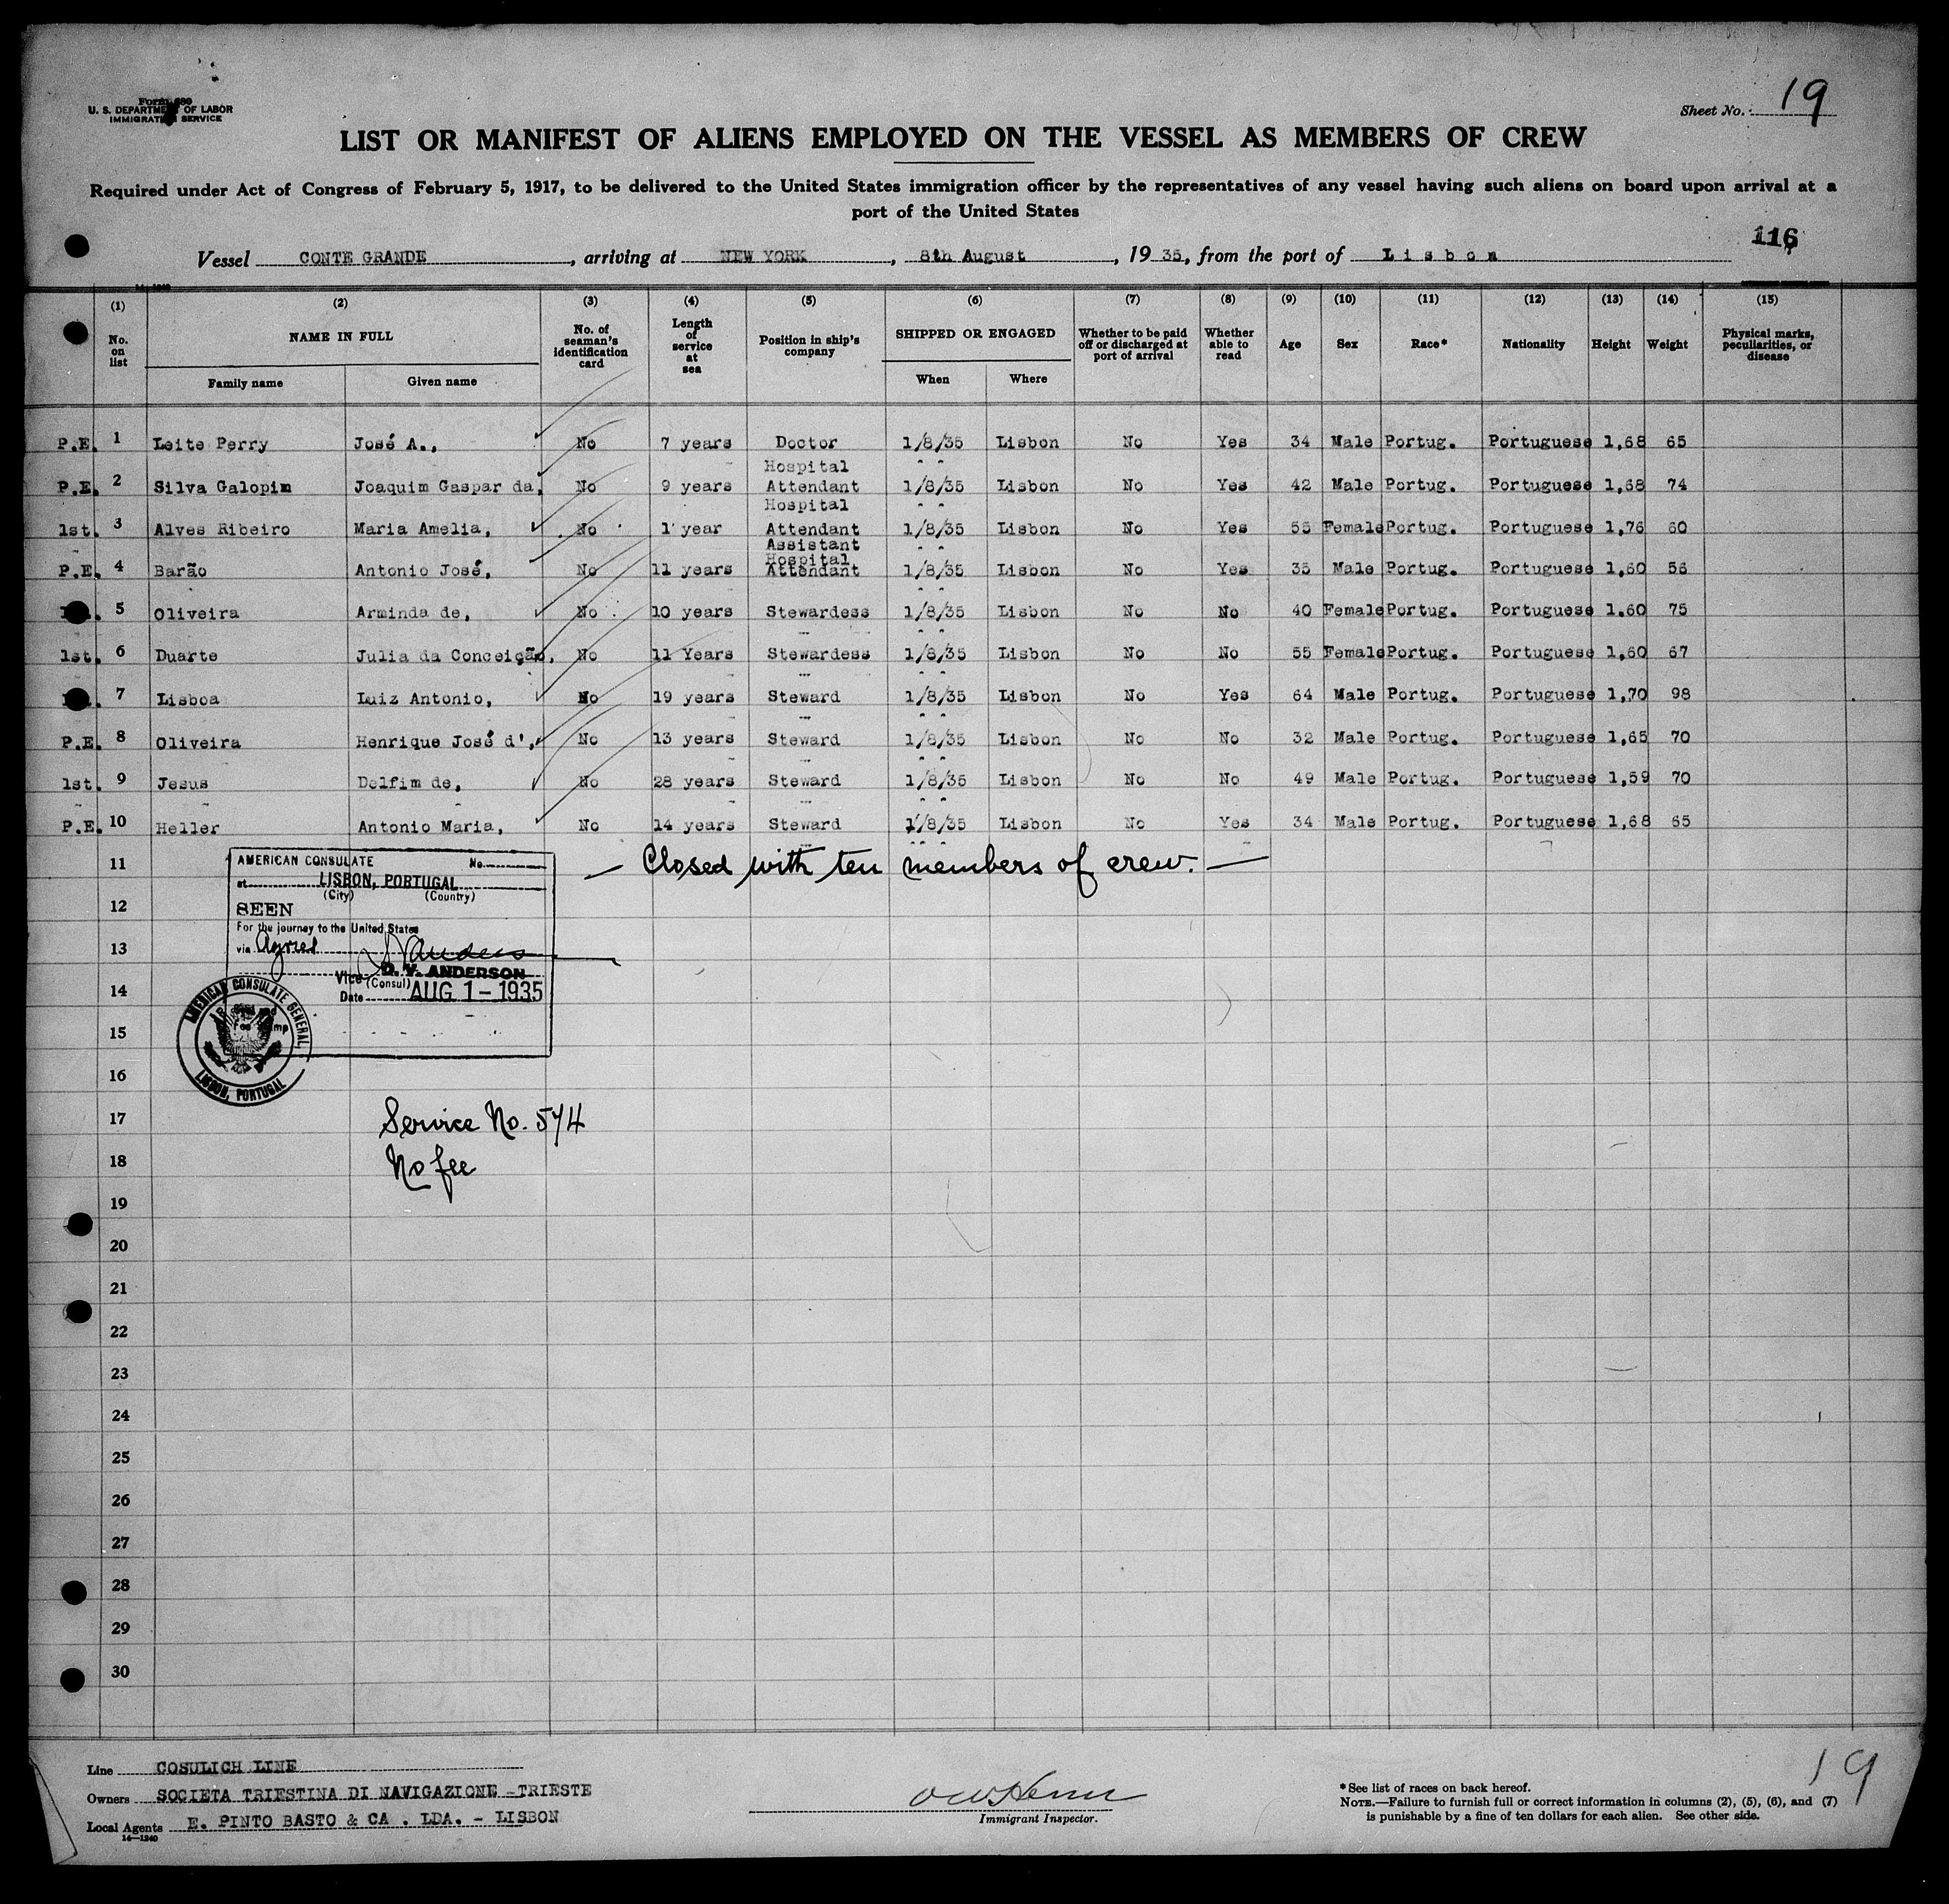 Form 680
U. S. DEPARTMENT OF LABOR
IMMIGRATION SERVICE
Sheet No. 19
LIST OR MANIFEST OF ALIENS EMPLOYED ON THE VESSEL AS MEMBERS OF CREW
Required under Act of Congress of February 5, 1917, to be delivered to the United States immigration officer by the representatives of any vessel having such aliens on board upon arrival at a
port of the United States
116
Vessel CONTE GRANDE, arriving at NEW YORK, 8th August, 1935, from the port of Lisbon
(1) (2) (3) (4) (5) (6) (7) (8) (9) (10) (11) (12) (13) (14) (15)
No. on list NAME IN FULL No. of seaman's identification card Length of service at sea Position in ship's company SHIPPED OR ENGAGED Whether to be paid off or discharged at port of arrival Whether able to read Age Sex Race* Nationality Height Weight Physical marks, peculiarities, or disease
Family name Given name When Where
P.E. 1 Leite Perry José A., No 7 years Doctor 1/8/35 Lisbon No Yes 34 Male Portug. Portuguese 1,68 65
P.E. 2 Silva Galopim Joaquim Gaspar da, No 9 years Hospital Attendant 1/8/35 Lisbon No Yes 42 Male Portug. Portuguese 1,68 74
1st. 3 Alves Ribeiro Maria Amelia, No 1 year Hospital Attendant 1/8/35 Lisbon No Yes 55 Female Portug. Portuguese 1,76 60
P.E. 4 Barão Antonio José, No 11 years Assistant Hospital Attendant 1/8/35 Lisbon No Yes 35 Male Portug. Portuguese 1,60 56
5 Oliveira Arminda de, No 10 years Stewardess 1/8/35 Lisbon No No 40 Female Portug. Portuguese 1.60 75
1st. 6 Duarte Julia da Conceição, No 11 Years Stewardess 1/8/35 Lisbon No No 55 Female Portug. Portuguese 1,60 67
7 Lisboa Luiz Antonio, No 19 years Steward 1/8/35 Lisbon No Yes 64 Male Portug. Portuguese 1,70 98
P.E. 8 Oliveira Henrique José d', No 13 years Steward 1/8/35 Lisbon No No 32 Male Portug. Portuguese 1,65 70
1st. 9 Jesus Delfim de, No 28 years Steward 1/8/35 Lisbon No No 49 Male Portug. Portuguese 1,59 70
P.E. 10 Heller Antonio Maria, No 14 years Steward 1/8/35 Lisbon No Yes 34 Male Portug. Portuguese 1,68 65
11 — Closed with ten members of crew. —
AMERICAN CONSULATE No.
at LISBON, PORTUGAL
(City) (Country)
12
SEEN
For the journey to the United States
13
via
D. V. ANDERSON
Vice (Consul)
14
Date AUG 1 - 1935
AMERICAN CONSULATE GENERAL,
LISBON, PORTUGAL
15
16
17 Service No. 574
18 No fee
19
20
21
22
23
24
25
26
27
28
29
30
Line COSULICH LINE
Owners SOCIETA TRIESTINA DI NAVIGAZIONE -TRIESTE
Local Agents E. PINTO BASTO & CA . LDA. - LISBON
14—1240
Immigrant Inspector.
*See list of races on back hereof.
NOTE.—Failure to furnish full or correct information in columns (2), (5), (6), and (7)
is punishable by a fine of ten dollars for each alien. See other side.
19